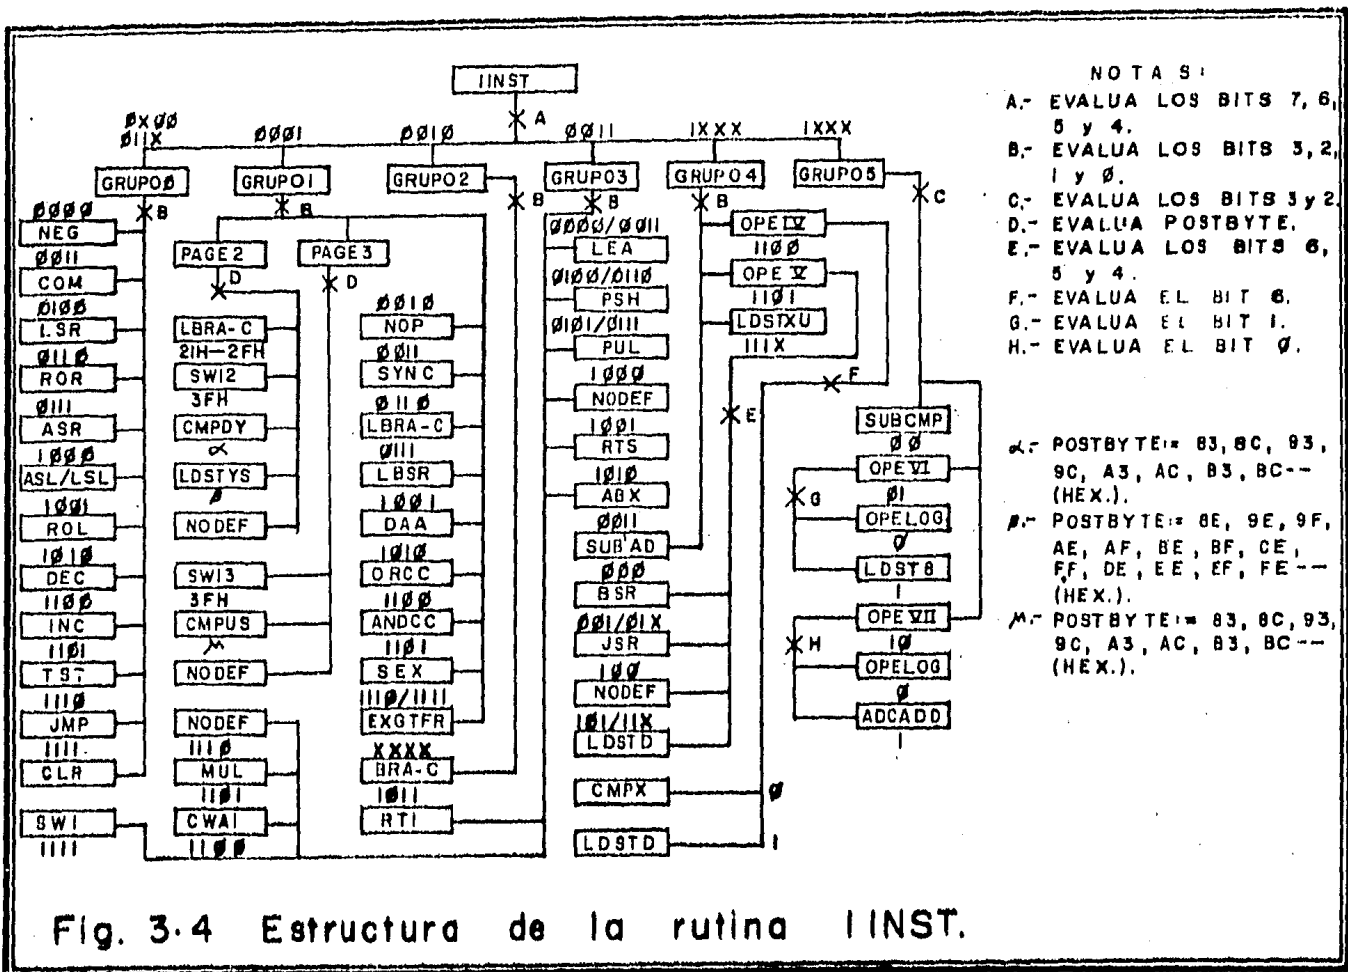 IINST
A
ØXØØ
Ø11X
ØØØ1
ØØ1Ø
ØØ11
1XXX
1XXX
GRUPOØ
GRUPO1
GRUPO2
GRUPO3
GRUPO4
GRUPO5
B
B
B
B
B
C
ØØØØ
NEG
ØØ11
COM
Ø1ØØ
LSR
Ø11Ø
ROR
Ø111
ASR
1ØØØ
ASL/LSL
1ØØ1
ROL
1Ø1Ø
DEC
11ØØ
INC
11Ø1
TST
111Ø
JMP
1111
CLR
SWI
1111
PAGE2
PAGE3
D
D
LBRA-C
21H-2FH
SWI2
3FH
CMPDY
α
LDSTYS
β
NODEF
SWI3
3FH
CMPUS
μ
NODEF
NODEF
111Ø
MUL
11Ø1
CWAI
11ØØ
ØØ1Ø
NOP
ØØ11
SYNC
Ø11Ø
LBRA-C
Ø111
LBSR
1ØØ1
DAA
1Ø1Ø
ORCC
11ØØ
ANDCC
11Ø1
SEX
111Ø/1111
EXGTFR
XXXX
BRA-C
1Ø11
RTI
ØØØØ/ØØ11
LEA
Ø1ØØ/Ø11Ø
PSH
Ø1Ø1/Ø111
PUL
1ØØØ
NODEF
1ØØ1
RTS
1Ø1Ø
ABX
ØØ11
SUBAD
ØØØ
BSR
ØØ1/Ø1X
JSR
1ØØ
NODEF
1Ø1/11X
LDSTD
CMPX
Ø
LDSTD
1
OPE IV
11ØØ
OPE V
11Ø1
LDSTXU
111X
F
E
SUBCMP
ØØ
OPE VI
Ø1
G
OPELOG
Ø
LDST8
1
OPE VII
1Ø
H
OPELOG
Ø
ADCADD
1
NOTAS:
A.- EVALUA LOS BITS 7, 6,
5 y 4.
B.- EVALUA LOS BITS 3, 2,
1 y Ø.
C.- EVALUA LOS BITS 3 y 2
D.- EVALUA POSTBYTE.
E.- EVALUA LOS BITS 6,
5 y 4.
F.- EVALUA EL BIT 6.
G.- EVALUA EL BIT 1.
H.- EVALUA EL BIT Ø.
α.- POSTBYTE:= 83, 8C, 93,
9C, A3, AC, B3, BC--
(HEX.).
β.- POSTBYTE:= 8E, 9E, 9F,
AE, AF, BE, BF, CE,
FF, DE, EE, EF, FE--
(HEX.).
μ.- POSTBYTE:= 83, 8C, 93,
9C, A3, AC, B3, BC--
(HEX.).
Fig. 3.4 Estructura de la rutina IINST.